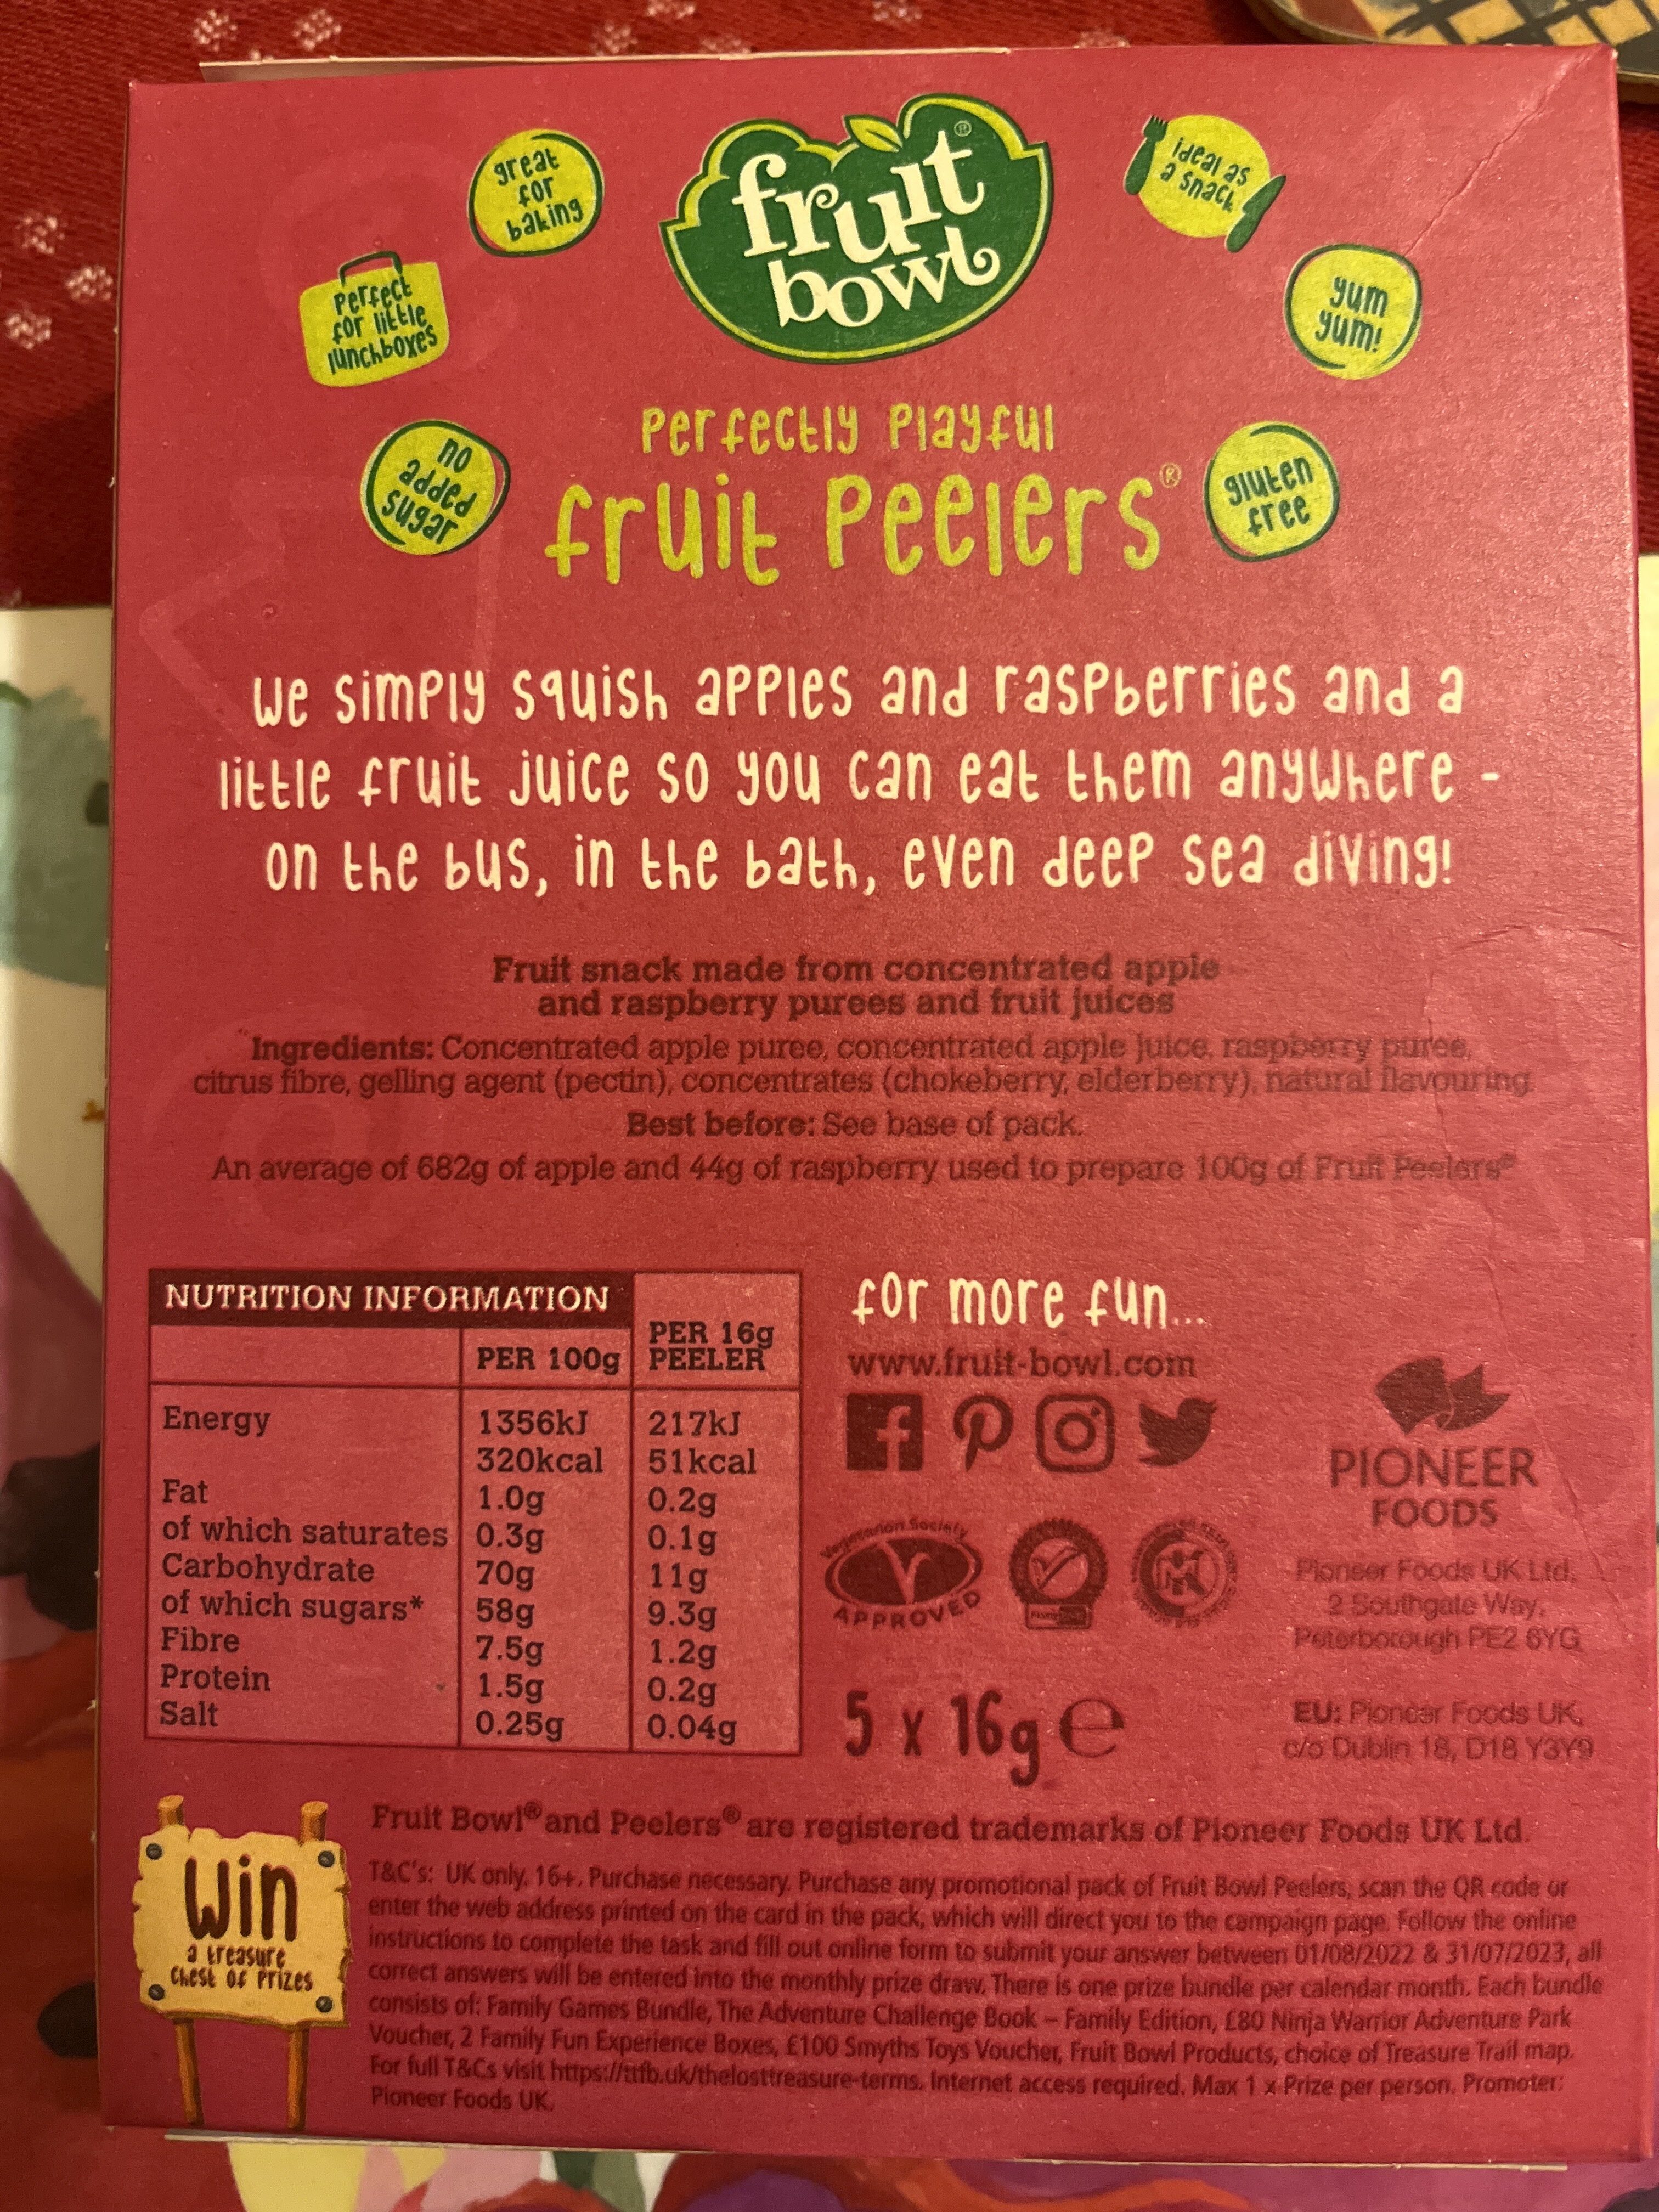 great
for
baking
fruit
bowl
®
ideal as
a snack
Perfect
for little
lunchboxes
yum
yum!
no
added
sugar
Perfectly Playful
fruit Peelers®
gluten
free
We simply squish apples and raspberries and a
little fruit juice so you can eat them anywhere -
on the bus, in the bath, even deep sea diving!
Fruit snack made from concentrated apple
and raspberry purees and fruit juices
Ingredients: Concentrated apple puree, concentrated apple juice, raspberry puree,
citrus fibre, gelling agent (pectin), concentrates (chokeberry, elderberry), natural flavouring.
Best before: See base of pack.
An average of 682g of apple and 44g of raspberry used to prepare 100g of Fruit Peelers®
NUTRITION INFORMATION
PER 100g PER 16g PEELER
Energy 1356kJ 217kJ
320kcal 51kcal
Fat 1.0g 0.2g
of which saturates 0.3g 0.1g
Carbohydrate 70g 11g
of which sugars* 58g 9.3g
Fibre 7.5g 1.2g
Protein 1.5g 0.2g
Salt 0.25g 0.04g
for more fun...
www.fruit-bowl.com
Vegetarian Society
APPROVED
MK
5 x 16g e
PIONEER
FOODS
Pioneer Foods UK Ltd,
2 Southgate Way,
Peterborough PE2 6YG
EU: Pioneer Foods UK,
c/o Dublin 18, D18 Y3Y9
Win
a treasure
chest of prizes
Fruit Bowl® and Peelers® are registered trademarks of Pioneer Foods UK Ltd.
T&C's: UK only. 16+. Purchase necessary. Purchase any promotional pack of Fruit Bowl Peelers, scan the QR code or
enter the web address printed on the card in the pack, which will direct you to the campaign page. Follow the online
instructions to complete the task and fill out online form to submit your answer between 01/08/2022 & 31/07/2023, all
correct answers will be entered into the monthly prize draw. There is one prize bundle per calendar month. Each bundle
consists of: Family Games Bundle, The Adventure Challenge Book – Family Edition, £80 Ninja Warrior Adventure Park
Voucher, 2 Family Fun Experience Boxes, £100 Smyths Toys Voucher, Fruit Bowl Products, choice of Treasure Trail map.
For full T&Cs visit https://ttfb.uk/thelosttreasure-terms. Internet access required. Max 1 x Prize per person. Promoter:
Pioneer Foods UK.